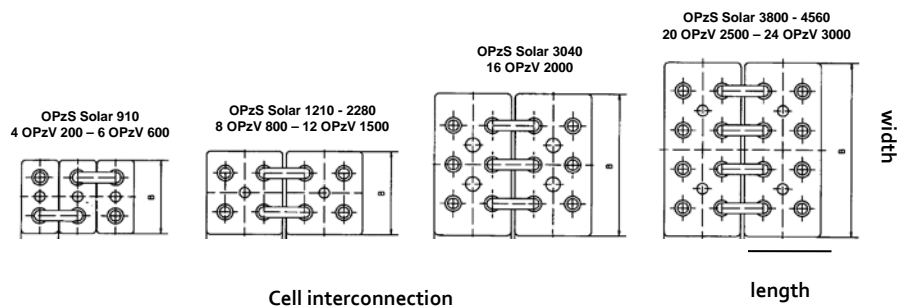 OPzS Solar 3800 - 4560
20 OPzV 2500 – 24 OPzV 3000
OPzS Solar 3040
16 OPzV 2000
OPzS Solar 910
4 OPzV 200 – 6 OPzV 600
OPzS Solar 1210 - 2280
8 OPzV 800 – 12 OPzV 1500
width
B
B
B
B
length
Cell interconnection